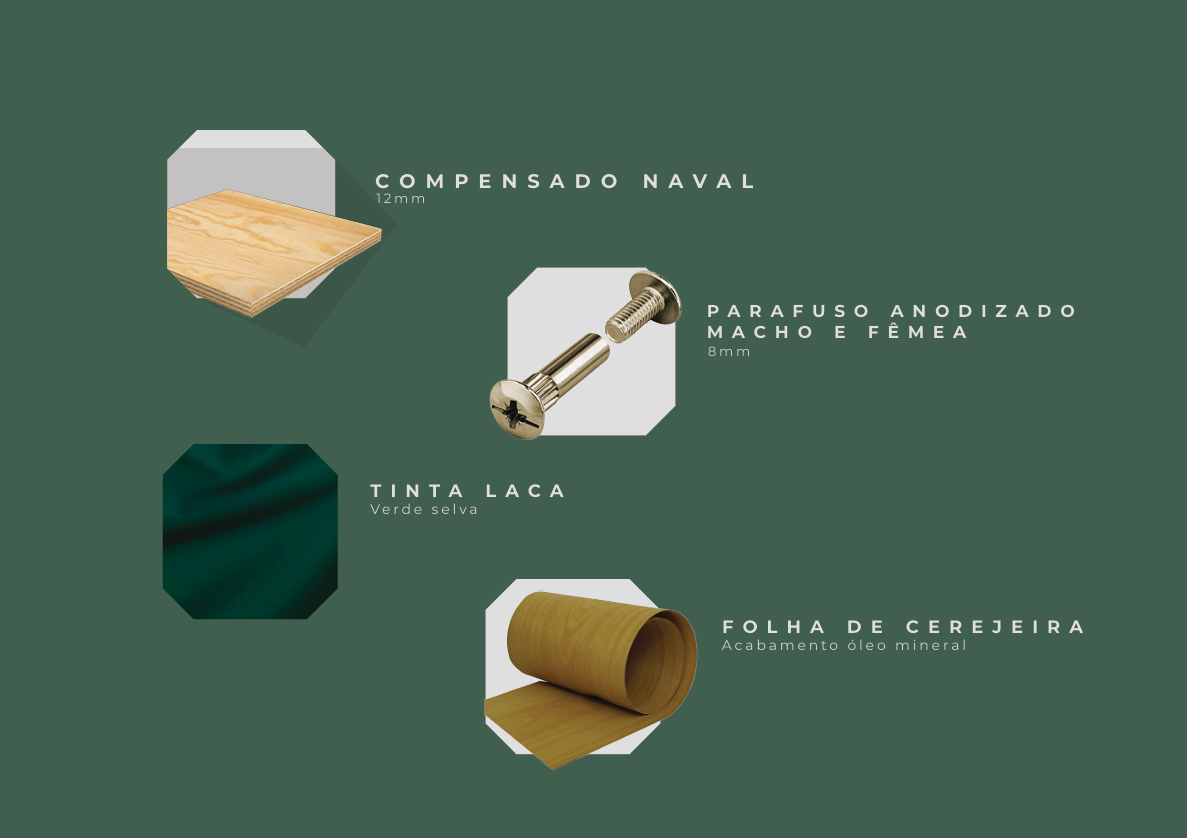 COMPENSADO NAVAL
12mm
PARAFUSO ANODIZADO
MACHO E FÊMEA
8mm
TINTA LACA
Verde selva
FOLHA DE CEREJEIRA
Acabamento óleo mineral